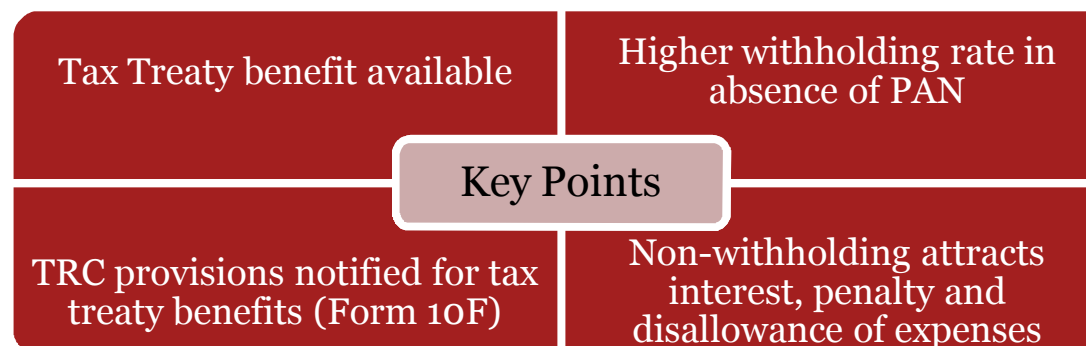 Tax Treaty benefit available
Higher withholding rate in
absence of PAN
Key Points
TRC provisions notified for tax
treaty benefits (Form 10F)
Non-withholding attracts
interest, penalty and
disallowance of expenses